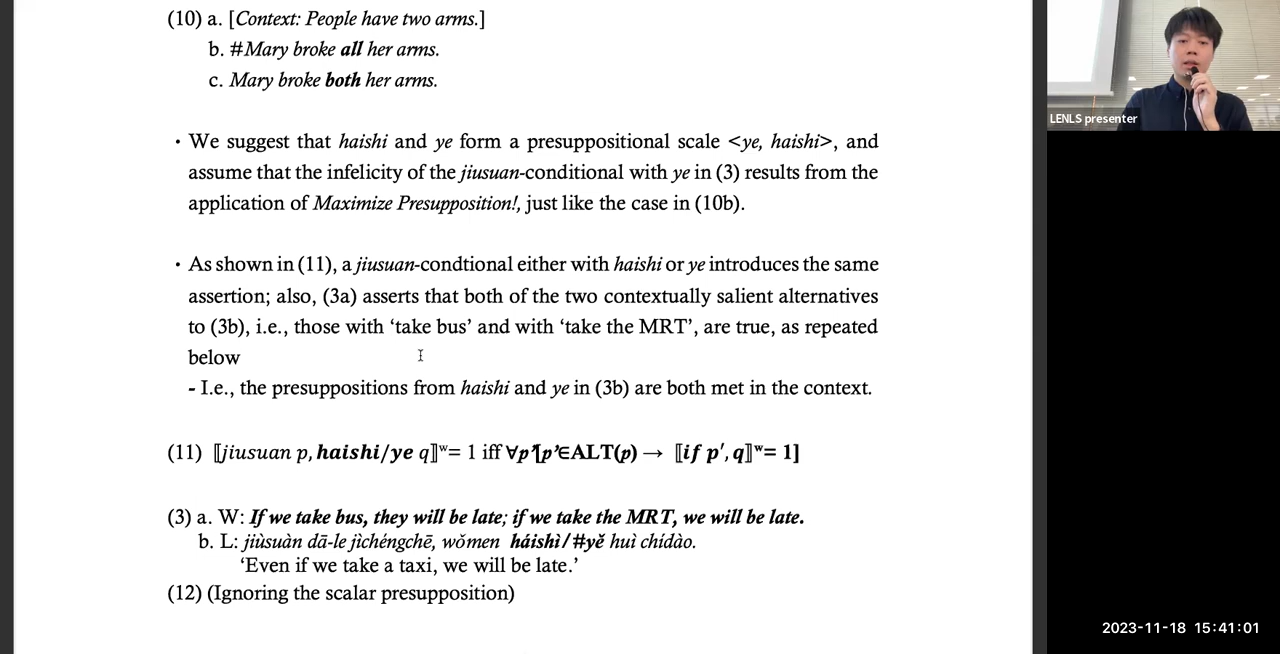 (10) a. [Context: People have two arms.]
b. #Mary broke all her arms.
c. Mary broke both her arms.
· We suggest that haishi and ye form a presuppositional scale <ye, haishi>, and
assume that the infelicity of the jiusuan-conditional with ye in (3) results from the
application of Maximize Presupposition!, just like the case in (10b).
· As shown in (11), a jiusuan-condtional either with haishi or ye introduces the same
assertion; also, (3a) asserts that both of the two contextually salient alternatives
to (3b), i.e., those with ‘take bus’ and with ‘take the MRT’, are true, as repeated
below
- I.e., the presuppositions from haishi and ye in (3b) are both met in the context.
(11) ⟦jiusuan p, haishi/ye q⟧ʷ= 1 iff ∀p’[p’∈ALT(p) → ⟦if p′, q⟧ʷ= 1]
(3) a. W: If we take bus, they will be late; if we take the MRT, we will be late.
b. L: jiùsuàn dā-le jìchéngchē, wǒmen háishì/#yě huì chídào.
‘Even if we take a taxi, we will be late.’
(12) (Ignoring the scalar presupposition)
LENLS presenter
2023-11-18 15:41:01